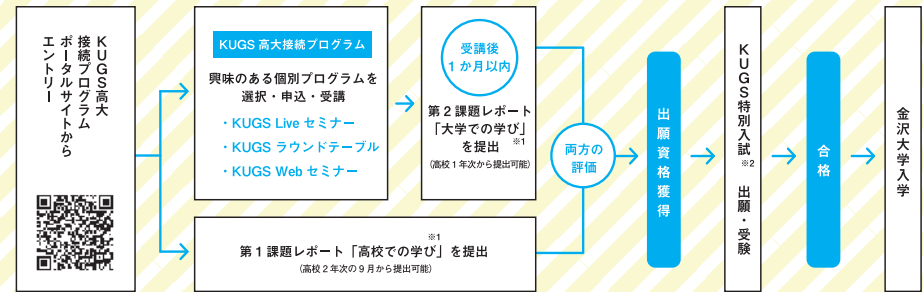 KUGS高大
接続プログラム
ポータルサイトから
エントリー
KUGS 高大接続プログラム
興味のある個別プログラムを
選択・申込・受講
・KUGS Live セミナー
・KUGS ラウンドテーブル
・KUGS Web セミナー
受講後
1か月以内
第2課題レポート
「大学での学び」
を提出 ※1
(高校1年次から提出可能)
第1課題レポート「高校での学び」を提出 ※1
(高校2年次の9月から提出可能)
両方の
評価
出願資格獲得
KUGS特別入試 ※2 出願・受験
合格
金沢大学入学